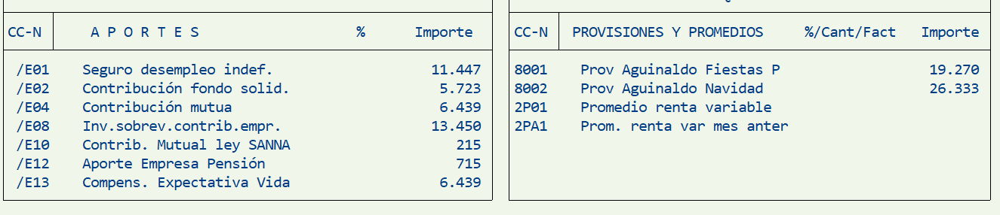 CC-N A P O R T E S % Importe
/E01 Seguro desempleo indef. 11.447
/E02 Contribución fondo solid. 5.723
/E04 Contribución mutua 6.439
/E08 Inv.sobrev.contrib.empr. 13.450
/E10 Contrib. Mutual ley SANNA 215
/E12 Aporte Empresa Pensión 715
/E13 Compens. Expectativa Vida 6.439
CC-N PROVISIONES Y PROMEDIOS %/Cant/Fact Importe
8001 Prov Aguinaldo Fiestas P 19.270
8002 Prov Aguinaldo Navidad 26.333
2P01 Promedio renta variable
2PA1 Prom. renta var mes anter